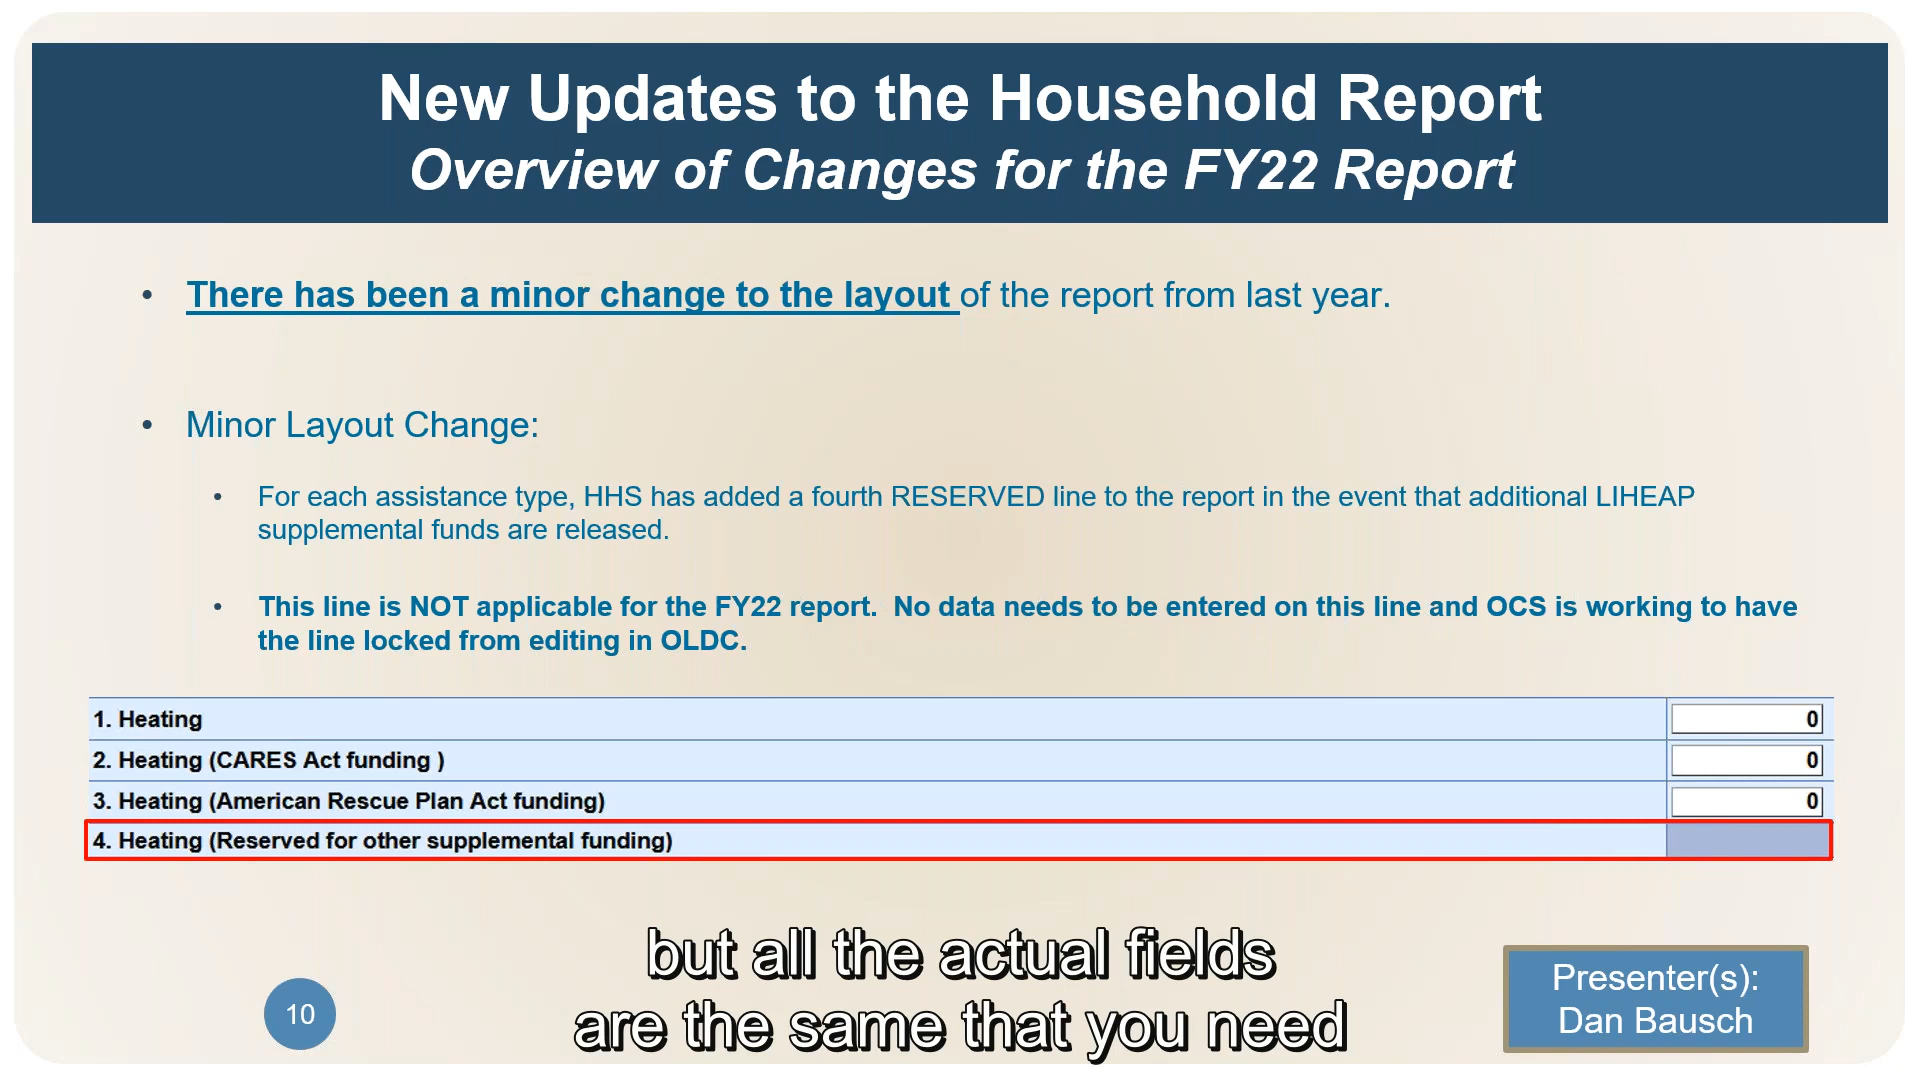 New Updates to the Household Report
Overview of Changes for the FY22 Report
• There has been a minor change to the layout of the report from last year.
• Minor Layout Change:
• For each assistance type, HHS has added a fourth RESERVED line to the report in the event that additional LIHEAP
supplemental funds are released.
• This line is NOT applicable for the FY22 report. No data needs to be entered on this line and OCS is working to have
the line locked from editing in OLDC.
1. Heating 0
2. Heating (CARES Act funding ) 0
3. Heating (American Rescue Plan Act funding) 0
4. Heating (Reserved for other supplemental funding)
but all the actual fields
are the same that you need
10
Presenter(s):
Dan Bausch